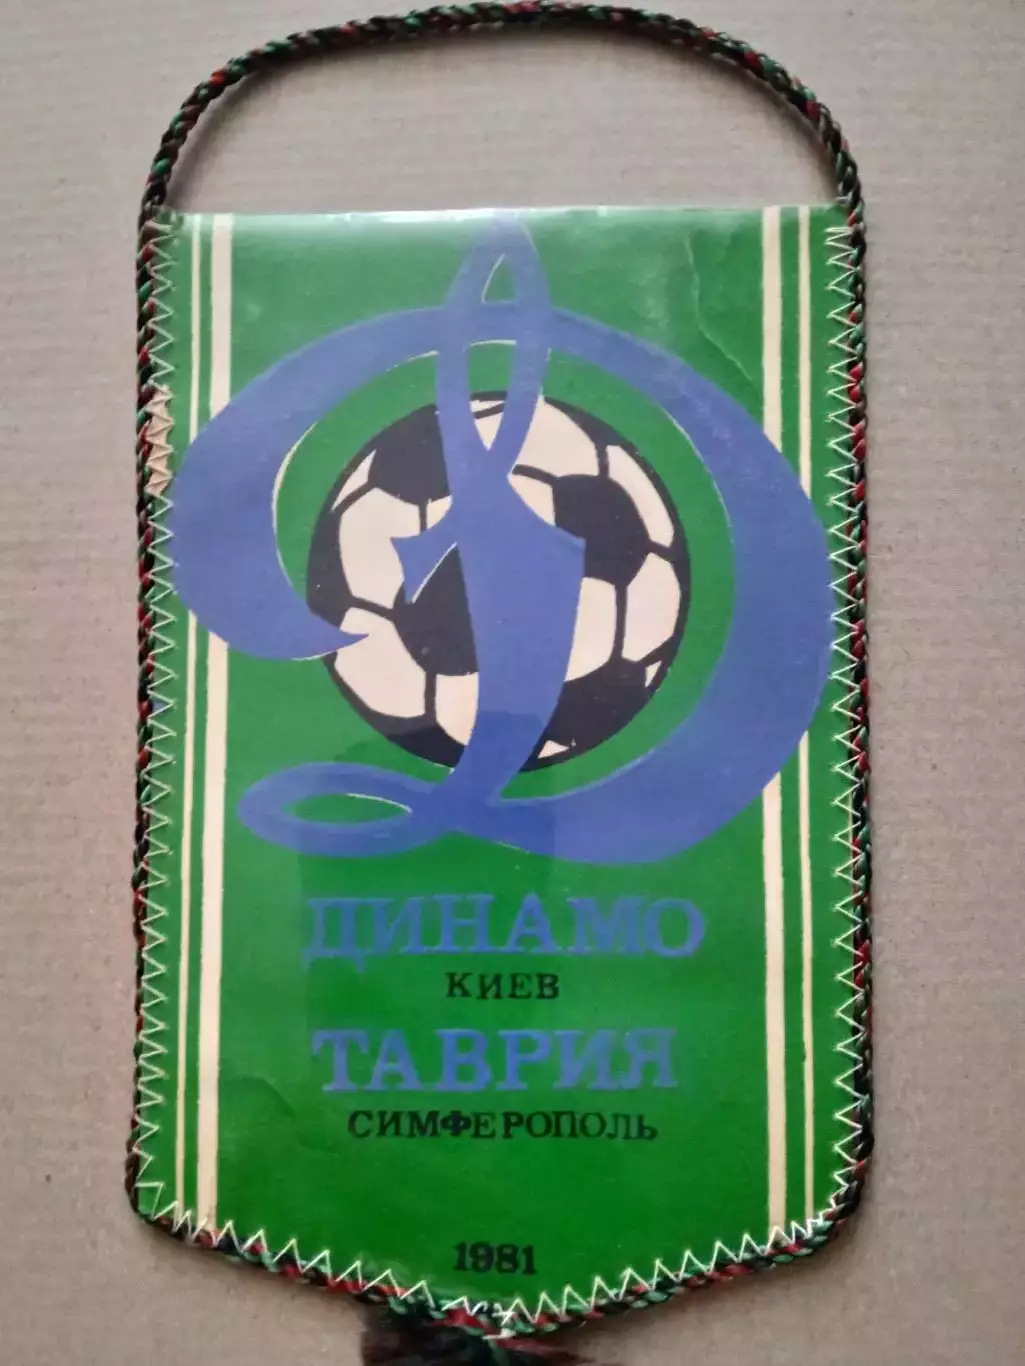 ДИНАМО
КИЕВ
ТАВРИЯ
СИМФЕРОПОЛЬ
1981